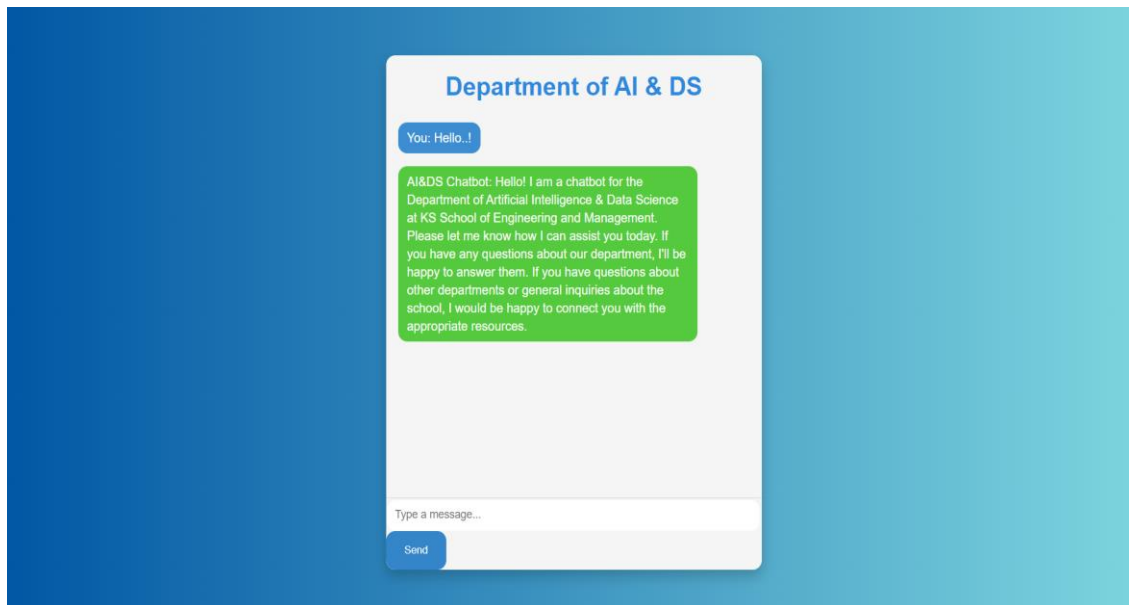 Department of AI & DS
You: Hello..!
AI&DS Chatbot: Hello! I am a chatbot for the
Department of Artificial Intelligence & Data Science
at KS School of Engineering and Management.
Please let me know how I can assist you today. If
you have any questions about our department, I'll be
happy to answer them. If you have questions about
other departments or general inquiries about the
school, I would be happy to connect you with the
appropriate resources.
Type a message...
Send